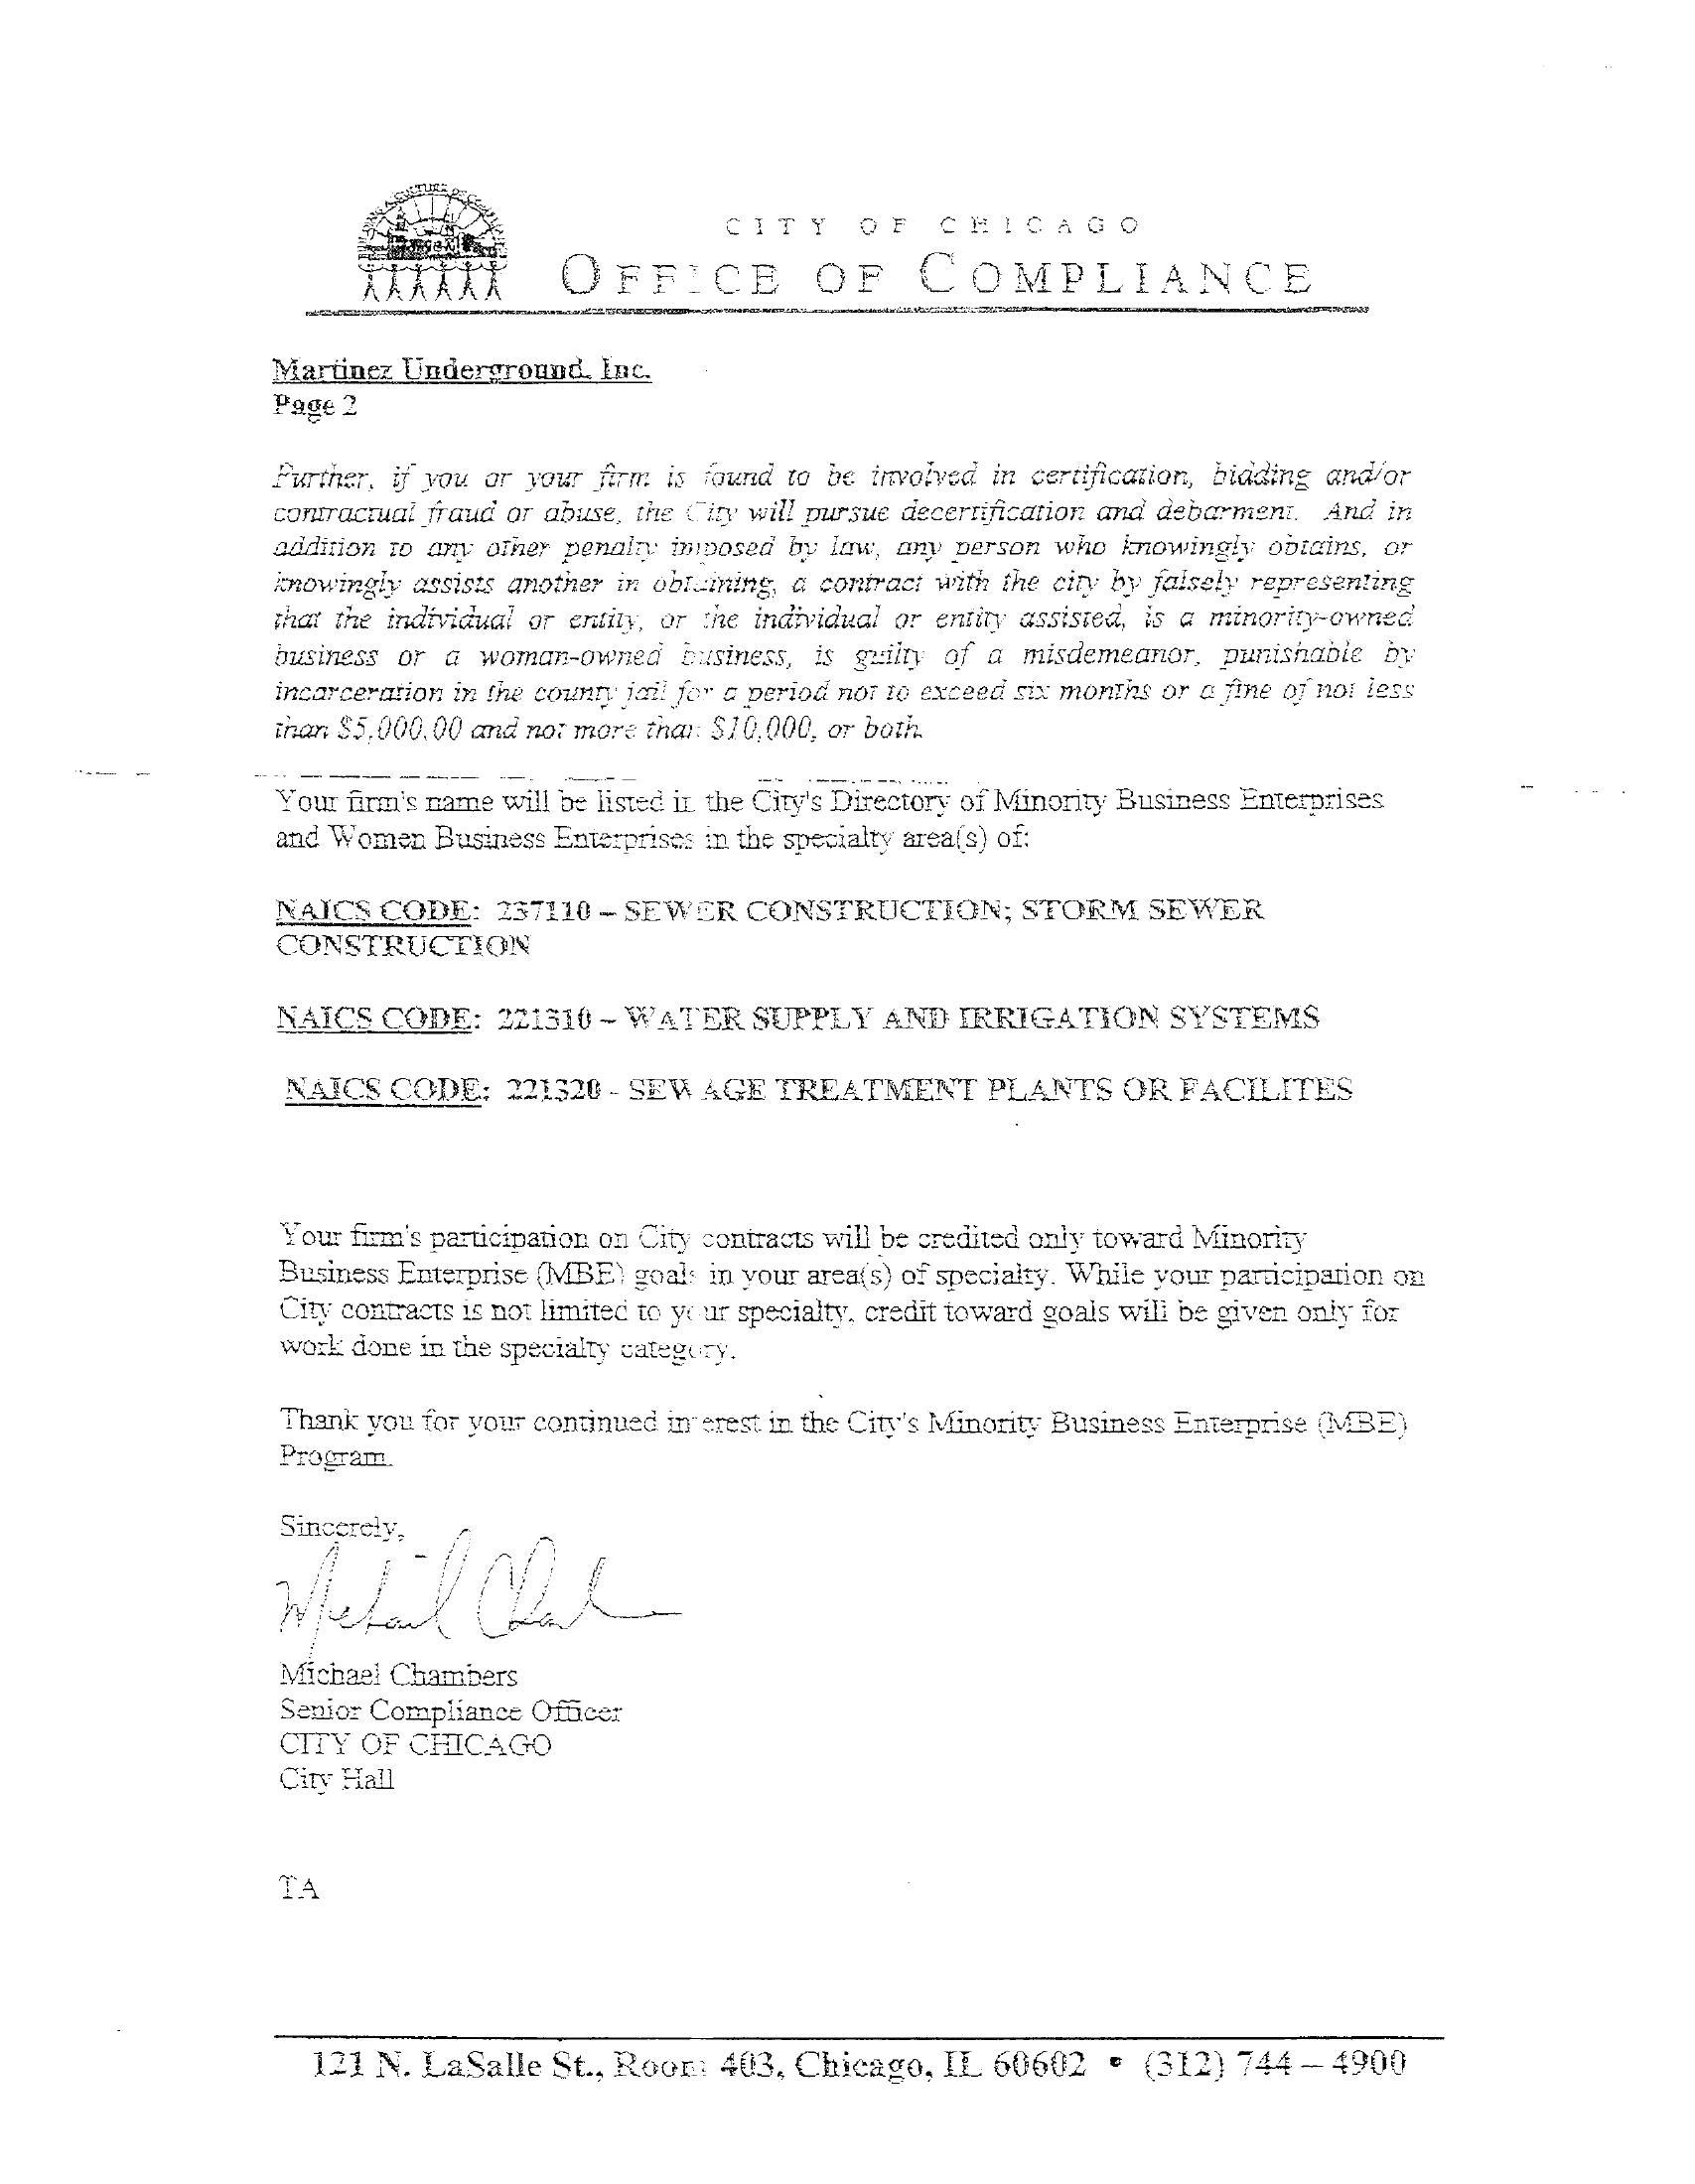 CITY OF CHICAGO
OFFICE OF COMPLIANCE
Martinez Underground, Inc.
Page 2
Further, if you or your firm is found to be involved in certification, bidding and/or
contractual fraud or abuse, the City will pursue decertification and debarment. And in
addition to any other penalty imposed by law, any person who knowingly obtains, or
knowingly assists another in obtaining, a contract with the city by falsely representing
that the individual or entity, or the individual or entity assisted, is a minority-owned
business or a woman-owned business, is guilty of a misdemeanor, punishable by
incarceration in the county jail for a period not to exceed six months or a fine of not less
than $5,000.00 and not more than $10,000, or both.
Your firm's name will be listed in the City's Directory of Minority Business Enterprises
and Women Business Enterprises in the specialty area(s) of:
NAICS CODE: 237110 – SEWER CONSTRUCTION; STORM SEWER
CONSTRUCTION
NAICS CODE: 221310 – WATER SUPPLY AND IRRIGATION SYSTEMS
NAICS CODE: 221320 - SEWAGE TREATMENT PLANTS OR FACILITES
Your firm's participation on City contracts will be credited only toward Minority
Business Enterprise (MBE) goals in your area(s) of specialty. While your participation on
City contracts is not limited to your specialty, credit toward goals will be given only for
work done in the specialty category.
Thank you for your continued interest in the City's Minority Business Enterprise (MBE)
Program.
Sincerely,
Michael Chambers
Senior Compliance Officer
CITY OF CHICAGO
City Hall
TA
121 N. LaSalle St., Room 403, Chicago, IL 60602 • (312) 744 – 4900